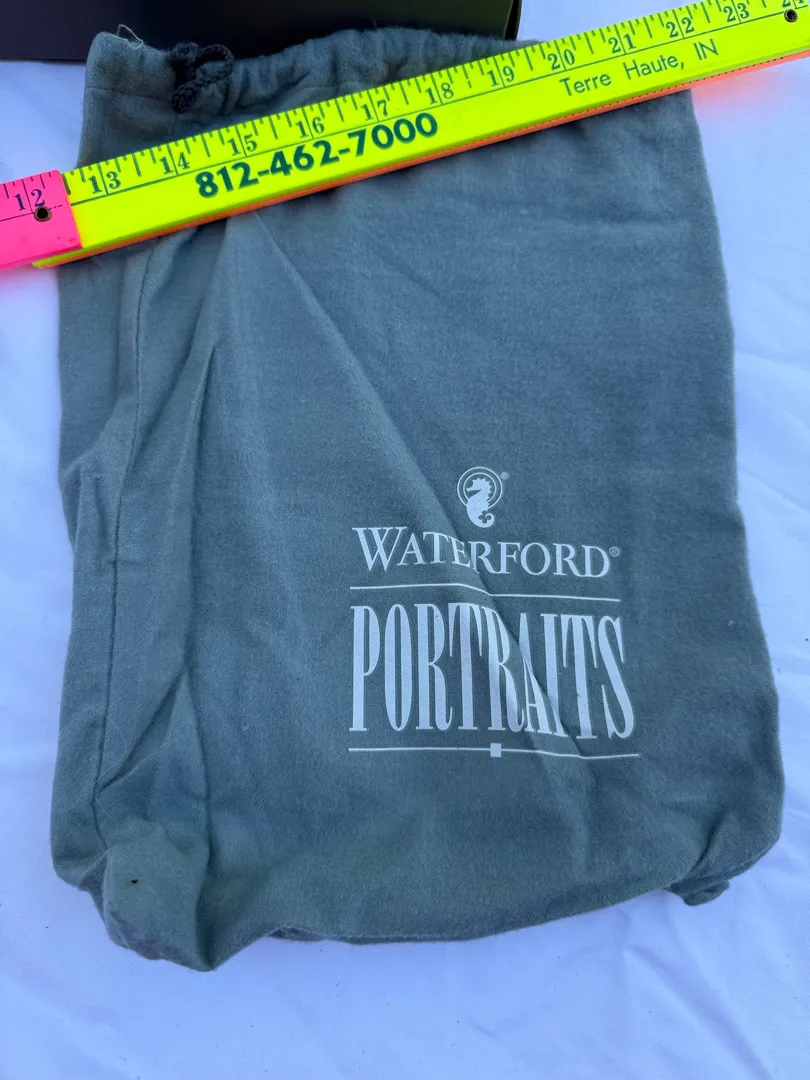 12 13 14 15 16 17 18 19 20 21 22 23 24
812-462-7000
Terre Haute, IN
®
WATERFORD®
PORTRAITS